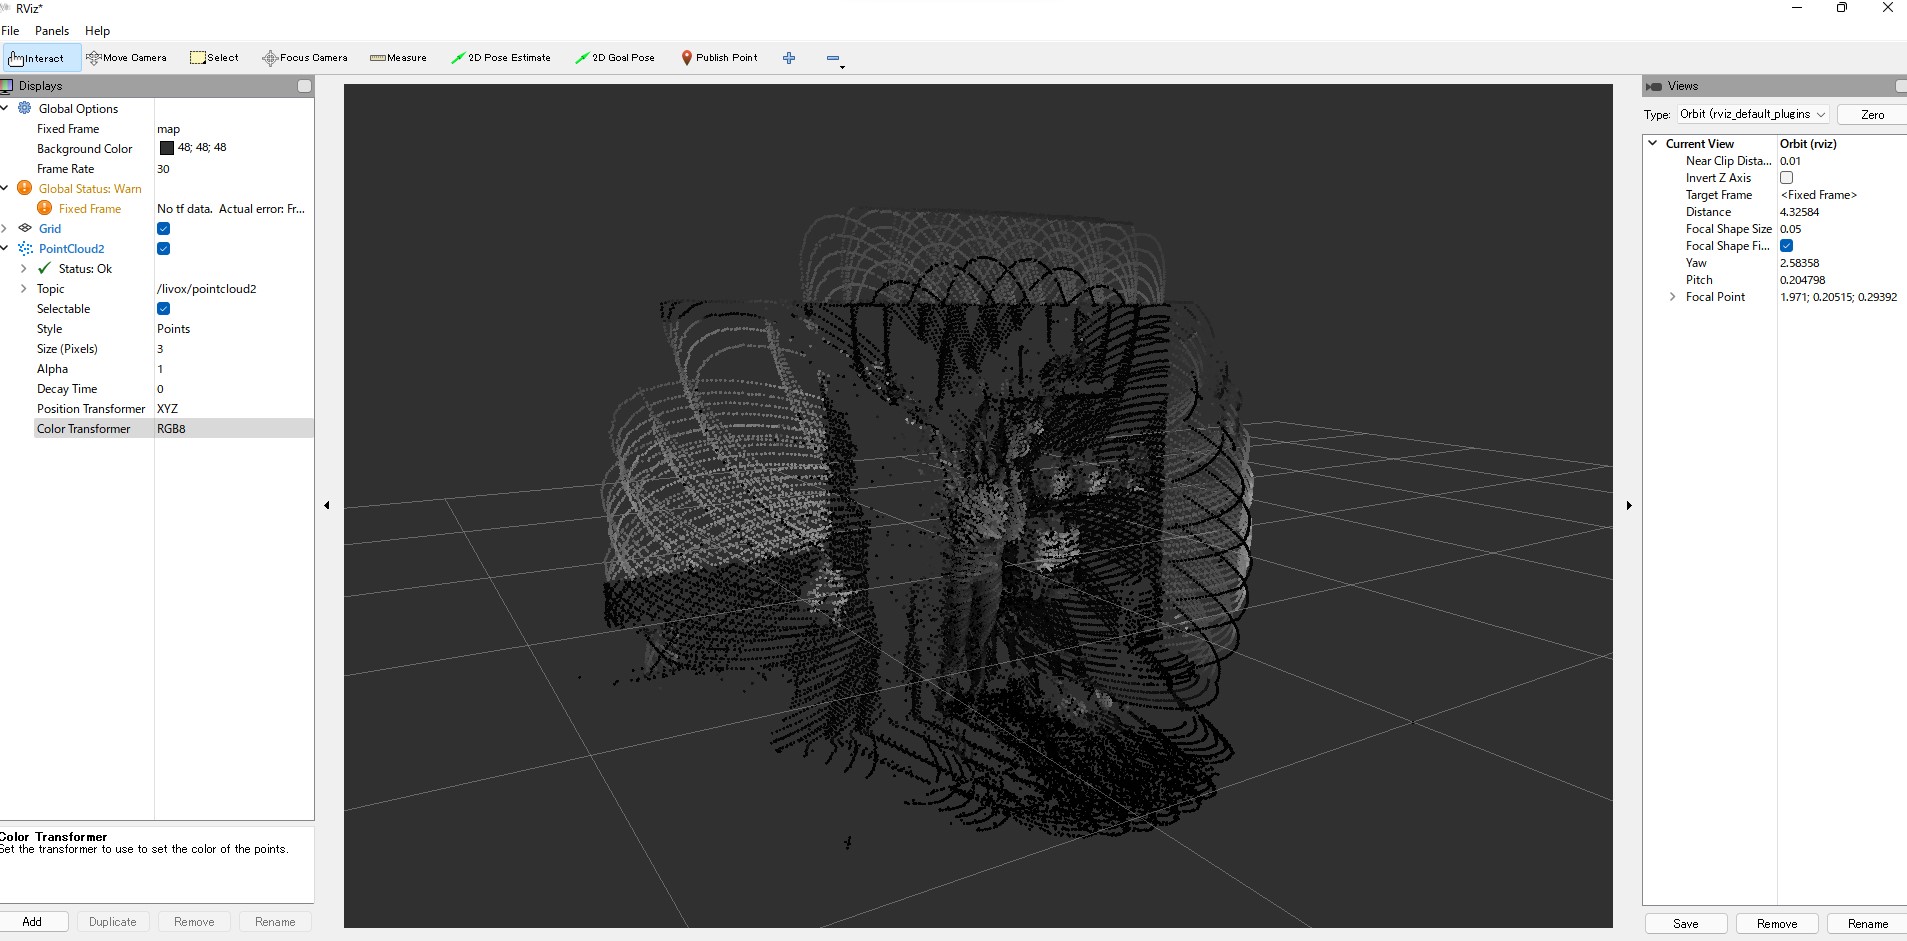 RViz*
File Panels Help
Interact Move Camera Select Focus Camera Measure 2D Pose Estimate 2D Goal Pose Publish Point
Displays
Global Options
Fixed Frame map
Background Color 48; 48; 48
Frame Rate 30
Global Status: Warn
Fixed Frame No tf data. Actual error: Fr...
Grid
PointCloud2
Status: Ok
Topic /livox/pointcloud2
Selectable
Style Points
Size (Pixels) 3
Alpha 1
Decay Time 0
Position Transformer XYZ
Color Transformer RGB8
Color Transformer
Set the transformer to use to set the color of the points.
Add Duplicate Remove Rename
Views
Type: Orbit (rviz_default_plugins Zero
Current View Orbit (rviz)
Near Clip Dista... 0.01
Invert Z Axis
Target Frame <Fixed Frame>
Distance 4.32584
Focal Shape Size 0.05
Focal Shape Fi...
Yaw 2.58358
Pitch 0.204798
Focal Point 1.971; 0.20515; 0.29392
Save Remove Rename